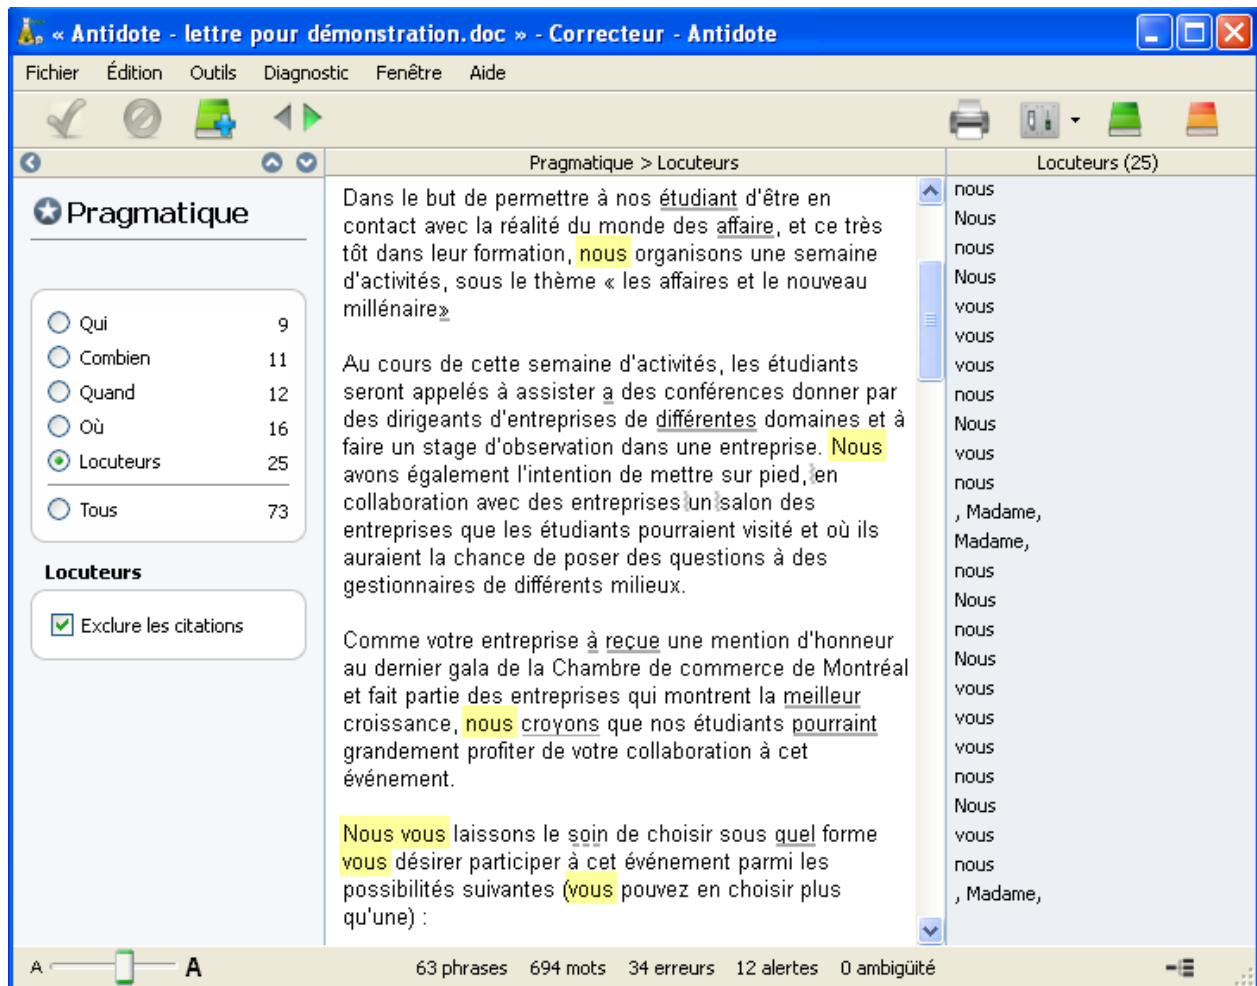 « Antidote - lettre pour démonstration.doc » - Correcteur - Antidote
Fichier Édition Outils Diagnostic Fenêtre Aide
Pragmatique > Locuteurs
Locuteurs (25)
Pragmatique
Qui 9
Combien 11
Quand 12
Où 16
Locuteurs 25
Tous 73
Locuteurs
Exclure les citations
Dans le but de permettre à nos étudiant d'être en
contact avec la réalité du monde des affaire, et ce très
tôt dans leur formation, nous organisons une semaine
d'activités, sous le thème « les affaires et le nouveau
millénaire»
Au cours de cette semaine d'activités, les étudiants
seront appelés à assister a des conférences donner par
des dirigeants d'entreprises de différentes domaines et à
faire un stage d'observation dans une entreprise. Nous
avons également l'intention de mettre sur pied, en
collaboration avec des entreprises un salon des
entreprises que les étudiants pourraient visité et où ils
auraient la chance de poser des questions à des
gestionnaires de différents milieux.
Comme votre entreprise à reçue une mention d'honneur
au dernier gala de la Chambre de commerce de Montréal
et fait partie des entreprises qui montrent la meilleur
croissance, nous croyons que nos étudiants pourraint
grandement profiter de votre collaboration à cet
événement.
Nous vous laissons le soin de choisir sous quel forme
vous désirer participer à cet événement parmi les
possibilités suivantes (vous pouvez en choisir plus
qu'une) :
nous
Nous
nous
Nous
vous
vous
vous
nous
Nous
vous
nous
, Madame,
Madame,
nous
Nous
nous
Nous
vous
vous
vous
nous
Nous
vous
nous
, Madame,
A A
63 phrases 694 mots 34 erreurs 12 alertes 0 ambigüité